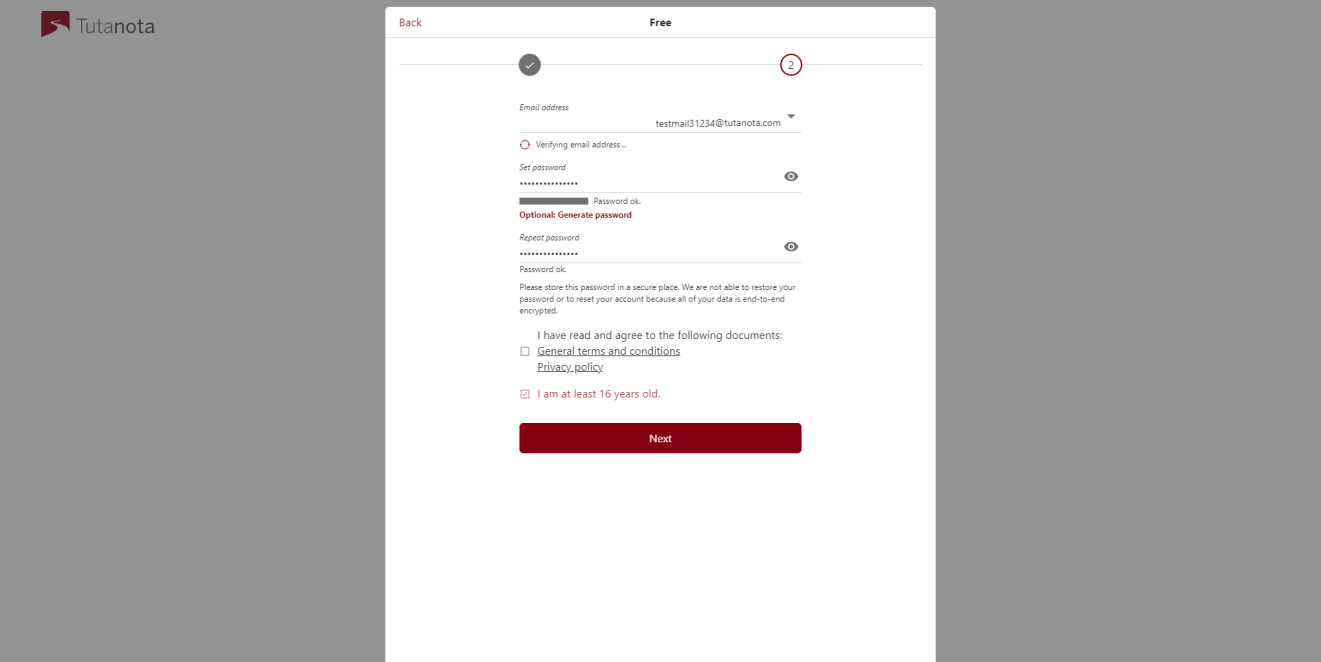 Tutanota
Back
Free
2
Email address
testmail31234@tutanota.com
Verifying email address ...
Set password
•••••••••••••••
Password ok.
Optional: Generate password
Repeat password
•••••••••••••••
Password ok.
Please store this password in a secure place. We are not able to restore your
password or to reset your account because all of your data is end-to-end
encrypted.
I have read and agree to the following documents:
General terms and conditions
Privacy policy
I am at least 16 years old.
Next